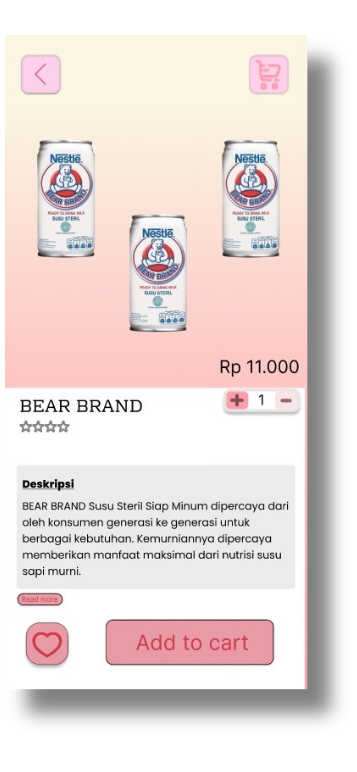 Nestlé.
BEAR BRAND
READY TO DRINK MILK
SUSU STERIL
Nestlé.
BEAR BRAND
READY TO DRINK MILK
SUSU STERIL
Nestlé.
BEAR BRAND
READY TO DRINK MILK
SUSU STERIL
Rp 11.000
BEAR BRAND
+ 1 -
Deskripsi
BEAR BRAND Susu Steril Siap Minum dipercaya dari
oleh konsumen generasi ke generasi untuk
berbagai kebutuhan. Kemurniannya dipercaya
memberikan manfaat maksimal dari nutrisi susu
sapi murni.
Read more
Add to cart